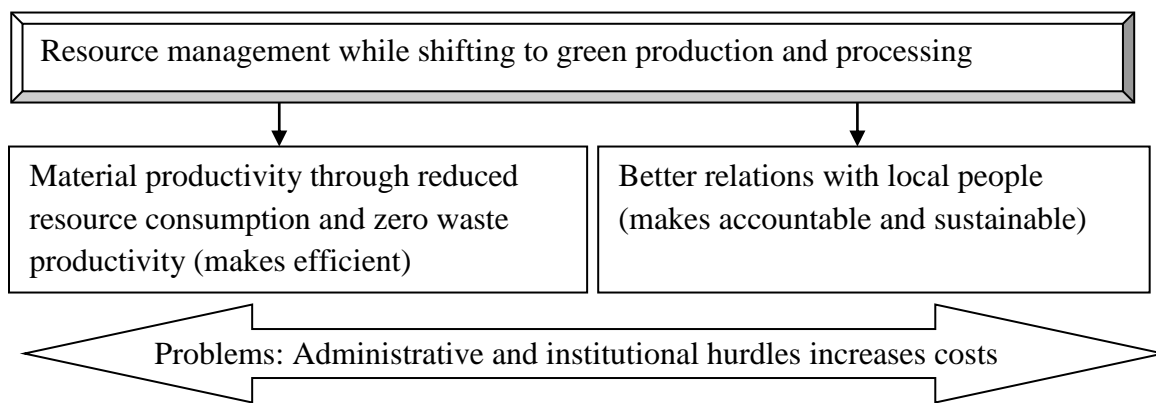 Resource management while shifting to green production and processing
Material productivity through reduced
resource consumption and zero waste
productivity (makes efficient)
Better relations with local people
(makes accountable and sustainable)
Problems: Administrative and institutional hurdles increases costs